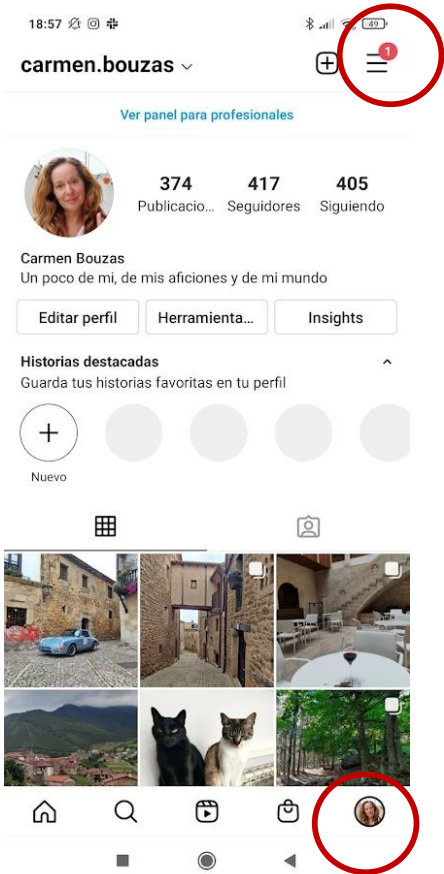 18:57
49
carmen.bouzas
1
Ver panel para profesionales
374 417 405
Publicacio... Seguidores Siguiendo
Carmen Bouzas
Un poco de mi, de mis aficiones y de mi mundo
Editar perfil Herramienta... Insights
Historias destacadas
Guarda tus historias favoritas en tu perfil
Nuevo